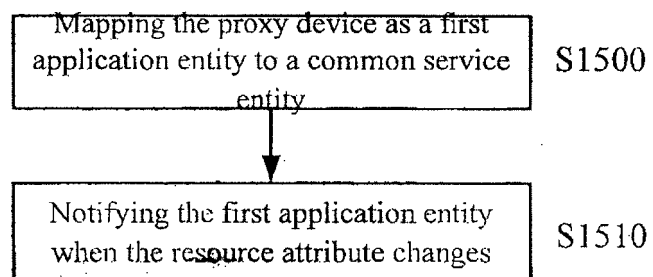 Mapping the proxy device as a first
application entity to a common service
entity
S1500
Notifying the first application entity
when the resource attribute changes
S1510